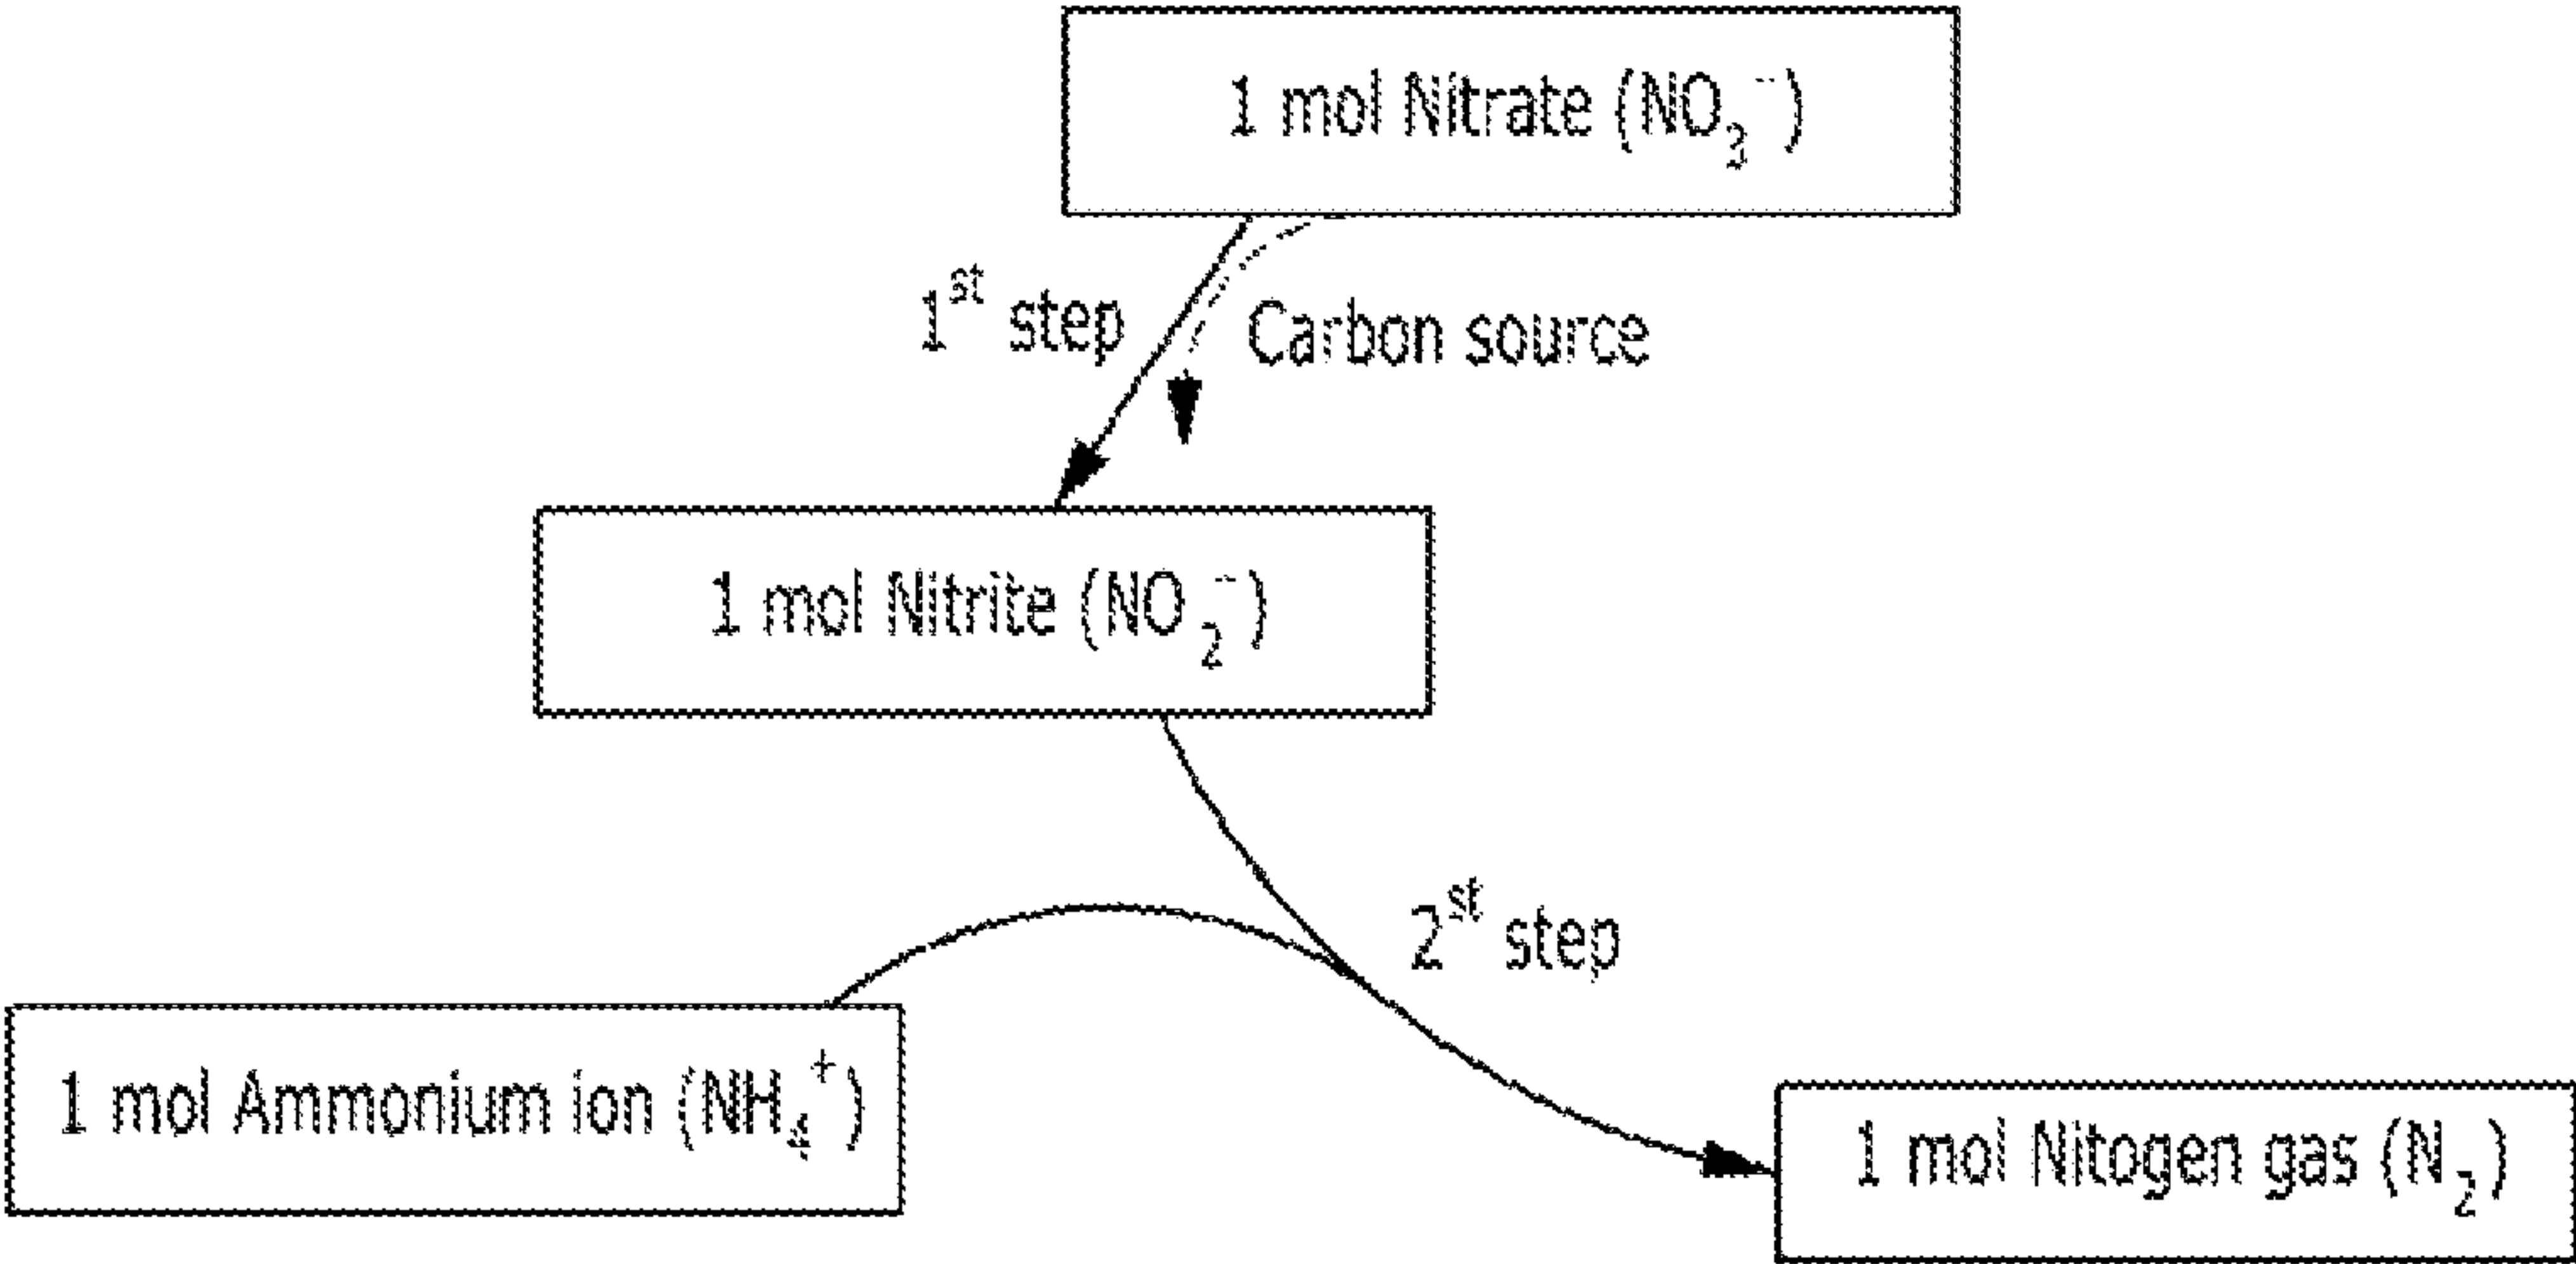 1 mol Nitrate (NO₃⁻)
1ˢᵗ step
Carbon source
1 mol Nitrite (NO₂⁻)
2ˢᵗ step
1 mol Ammonium ion (NH₄⁺)
1 mol Nitogen gas (N₂)